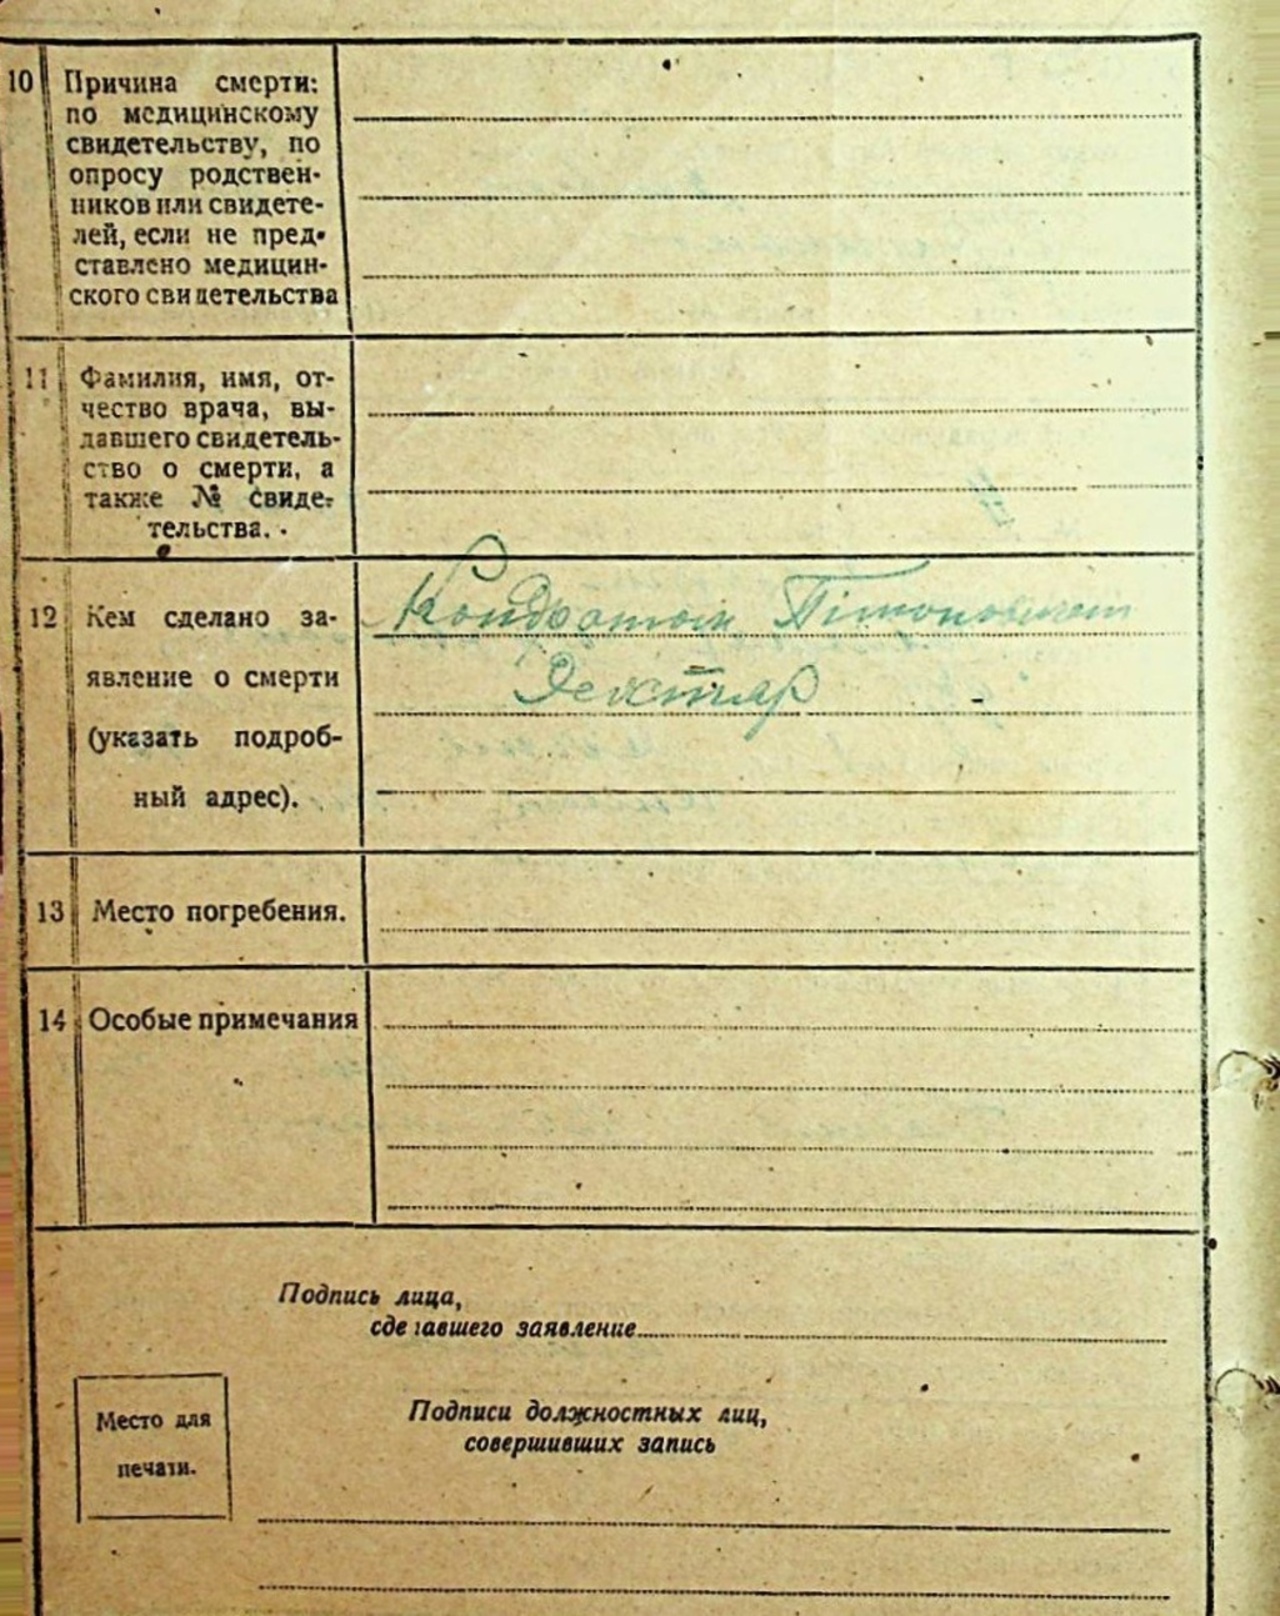 10 Причина смерти:
по медицинскому
свидетельству, по
опросу родствен-
ников или свидете-
лей, если не пред-
ставлено медицин-
ского свидетельства
11 Фамилия, имя, от-
чество врача, вы-
давшего свидетель-
ство о смерти, а
также № свиде-
тельства.
12 Кем сделано за-
явление о смерти
(указать подроб-
ный адрес).
13 Место погребения.
14 Особые примечания
Подпись лица,
сделавшего заявление
Место для
печати.
Подписи должностных лиц,
совершивших запись